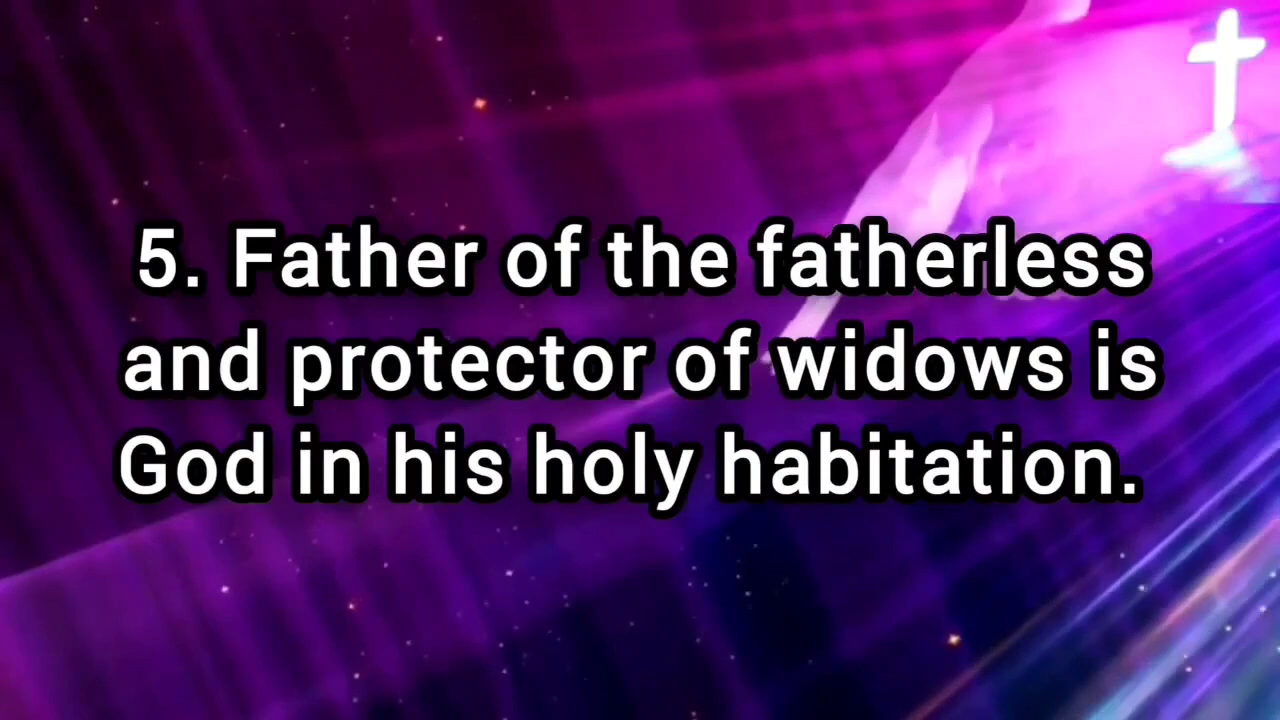 5. Father of the fatherless
and protector of widows is
God in his holy habitation.